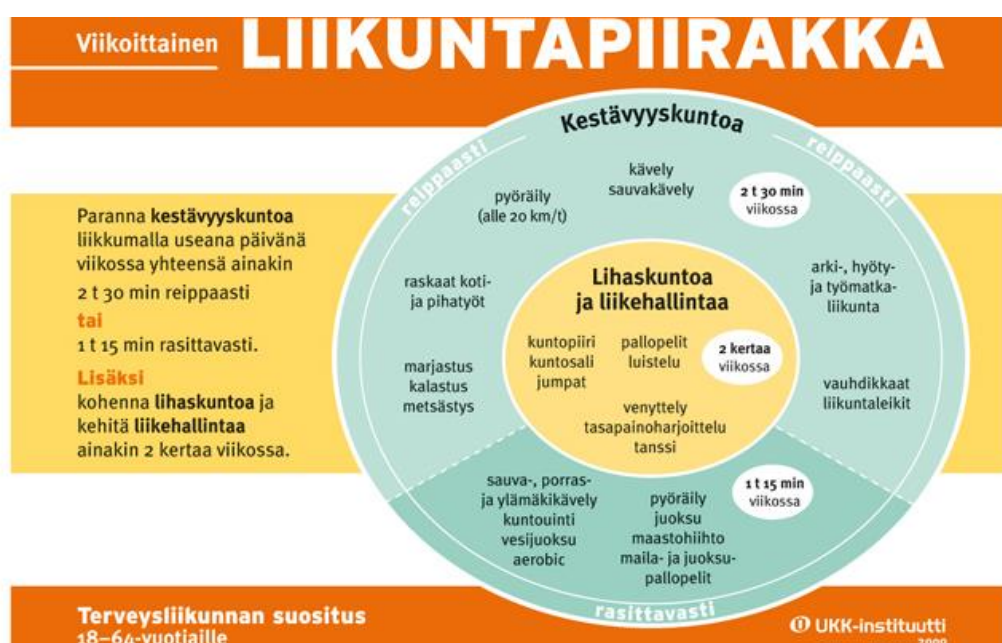 Viikoittainen LIIKUNTAPIIRAKKA
Paranna kestävyyskuntoa
liikkumalla useana päivänä
viikossa yhteensä ainakin
2 t 30 min reippaasti
tai
1 t 15 min rasittavasti.
Lisäksi
kohenna lihaskuntoa ja
kehitä liikehallintaa
ainakin 2 kertaa viikossa.
Kestävyyskuntoa
reippaasti
reippaasti
kävely
sauvakävely
2 t 30 min
viikossa
pyöräily
(alle 20 km/t)
raskaat koti-
ja pihatyöt
arki-, hyöty-
ja työmatka-
liikunta
marjastus
kalastus
metsästys
vauhdikkaat
liikuntaleikit
Lihaskuntoa
ja liikehallintaa
kuntopiiri
kuntosali
jumpat
pallopelit
luistelu
2 kertaa
viikossa
venyttely
tasapainoharjoittelu
tanssi
sauva-, porras-
ja ylämäkikävely
kuntouinti
vesijuoksu
aerobic
pyöräily
juoksu
maastohiihto
maila- ja juoksu-
pallopelit
1 t 15 min
viikossa
rasittavasti
Terveysliikunnan suositus
18–64-vuotiaille
UKK-instituutti
2009